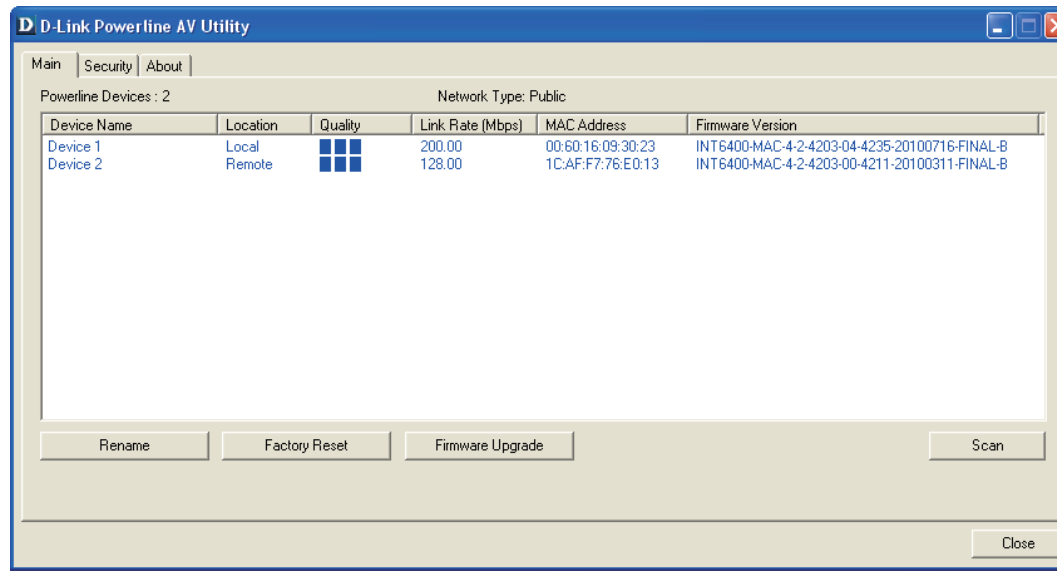 D D-Link Powerline AV Utility
Main Security About
Powerline Devices : 2 Network Type: Public
Device Name Location Quality Link Rate (Mbps) MAC Address Firmware Version
Device 1 Local 200.00 00:60:16:09:30:23 INT6400-MAC-4-2-4203-04-4235-20100716-FINAL-B
Device 2 Remote 128.00 1C:AF:F7:76:E0:13 INT6400-MAC-4-2-4203-00-4211-20100311-FINAL-B
Rename Factory Reset Firmware Upgrade Scan
Close